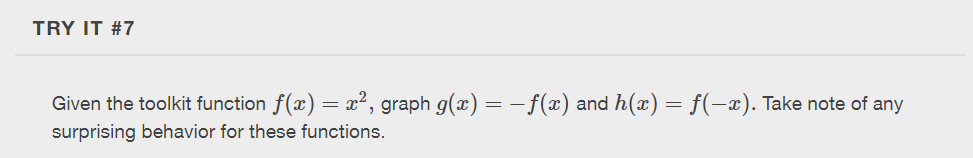 TRY IT #7
Given the toolkit function f(x) = x², graph g(x) = −f(x) and h(x) = f(−x). Take note of any
surprising behavior for these functions.